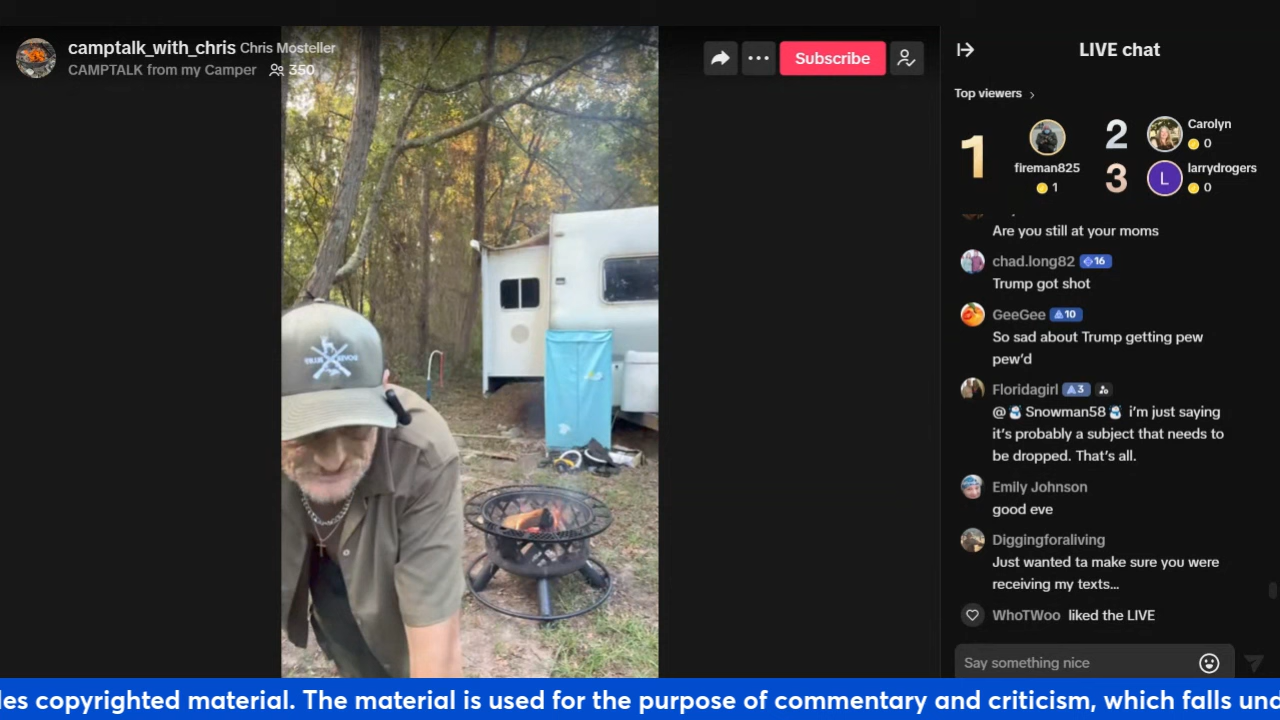 camptalk_with_chris Chris Mosteller
CAMPTALK from my Camper 350
Subscribe
LIVE chat
Top viewers
1
fireman825
1
2
Carolyn
0
3
L
larrydrogers
0
Are you still at your moms
chad.long82 16
Trump got shot
GeeGee 10
So sad about Trump getting pew
pew'd
Floridagirl 3
@⛄ Snowman58⛄ i'm just saying
it's probably a subject that needs to
be dropped. That's all.
Emily Johnson
good eve
Diggingforaliving
Just wanted ta make sure you were
receiving my texts...
WhoTWoo liked the LIVE
Say something nice
les copyrighted material. The material is used for the purpose of commentary and criticism, which falls und